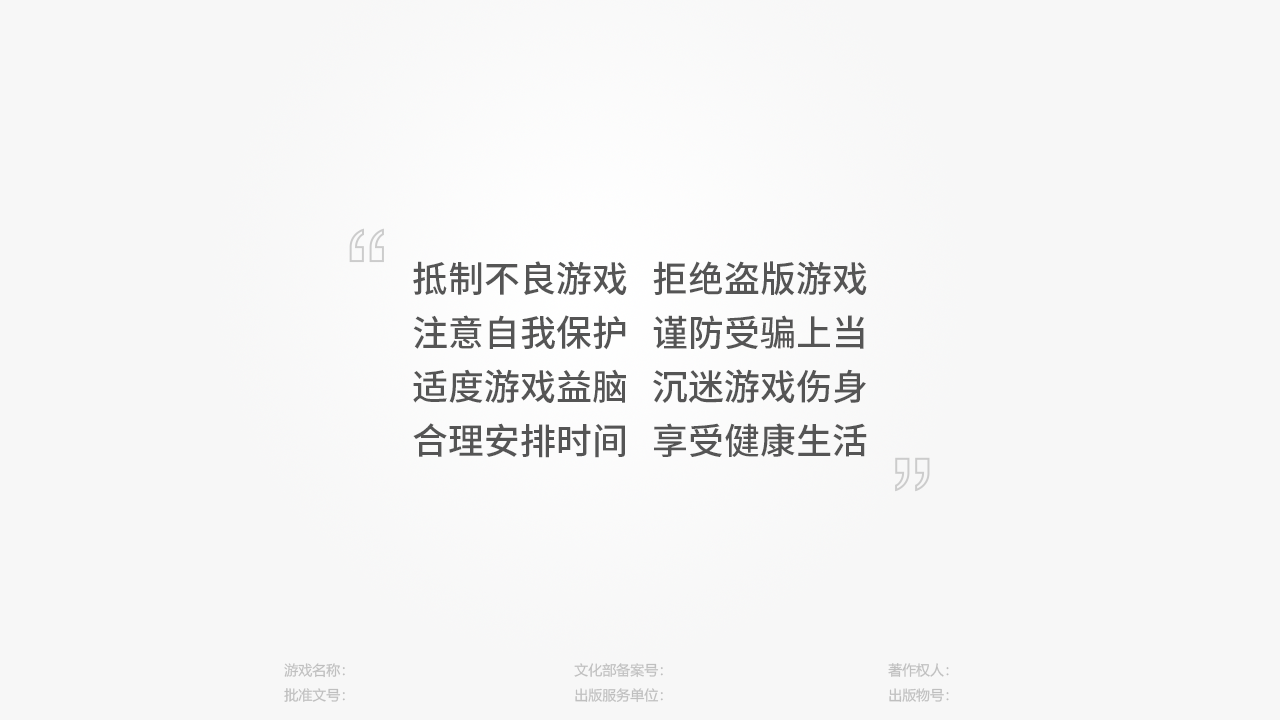 抵制不良游戏 拒绝盗版游戏
注意自我保护 谨防受骗上当
适度游戏益脑 沉迷游戏伤身
合理安排时间 享受健康生活
游戏名称： 文化部备案号： 著作权人：
批准文号： 出版服务单位： 出版物号：